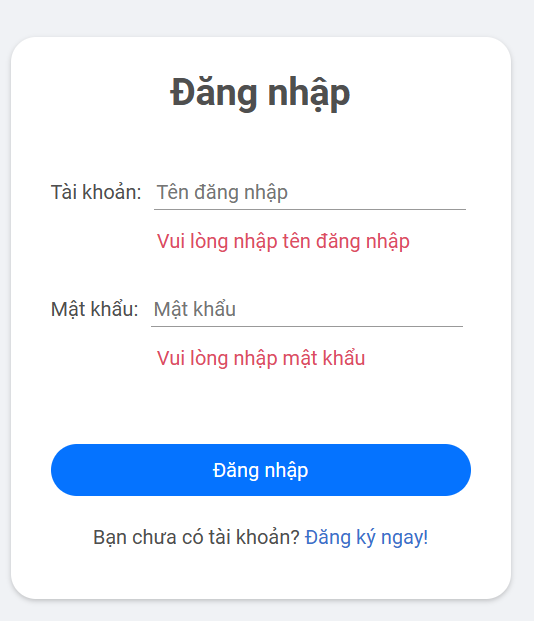 Đăng nhập
Tài khoản: Tên đăng nhập
Vui lòng nhập tên đăng nhập
Mật khẩu: Mật khẩu
Vui lòng nhập mật khẩu
Đăng nhập
Bạn chưa có tài khoản? Đăng ký ngay!